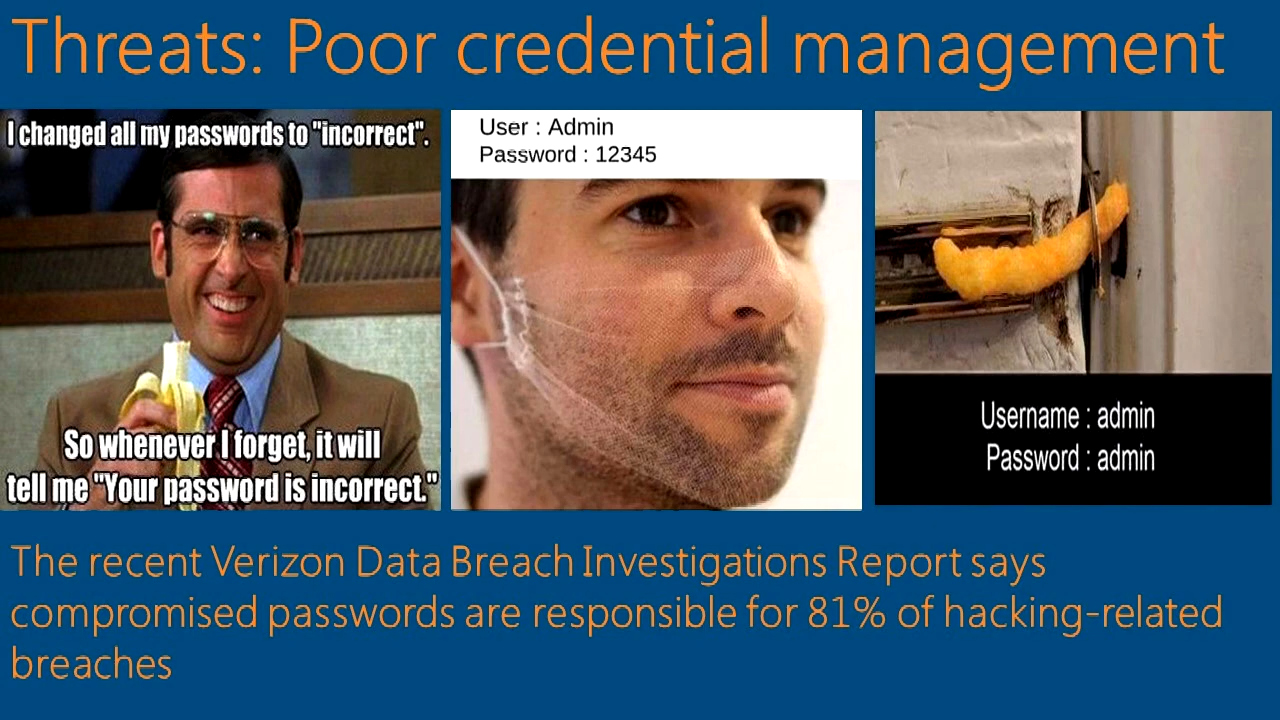 Threats: Poor credential management
I changed all my passwords to "incorrect".
So whenever I forget, it will
tell me "Your password is incorrect."
User : Admin
Password : 12345
Username : admin
Password : admin
The recent Verizon Data Breach Investigations Report says
compromised passwords are responsible for 81% of hacking-related
breaches